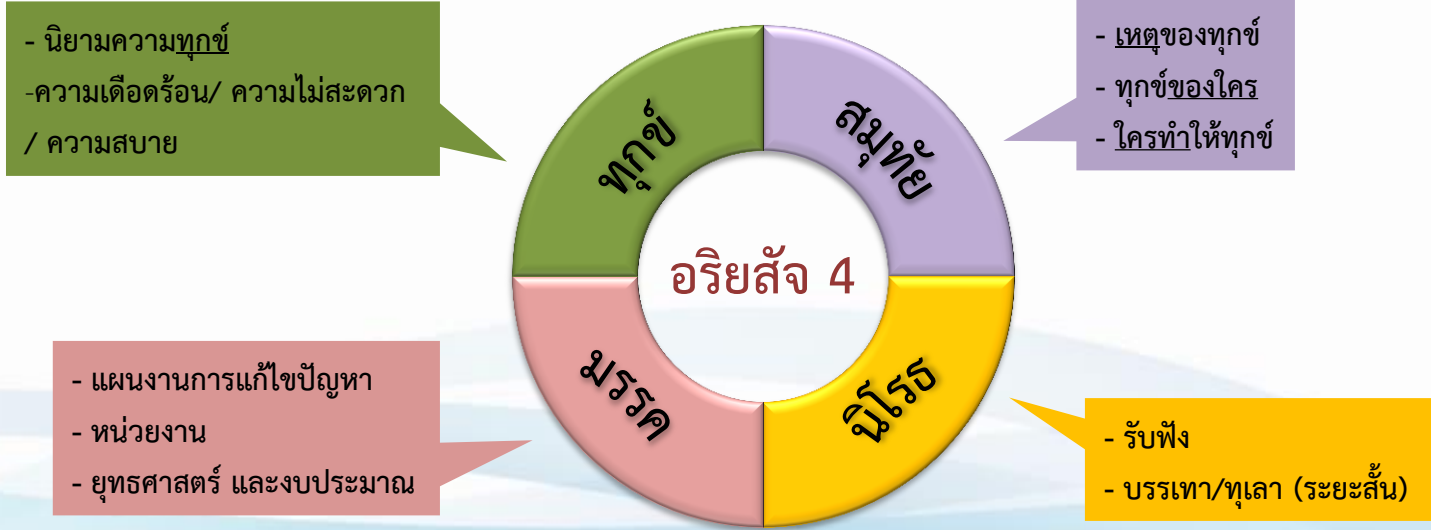 - นิยามความทุกข์
-ความเดือดร้อน/ ความไม่สะดวก
/ ความสบาย
- เหตุของทุกข์
- ทุกข์ของใคร
- ใครทำให้ทุกข์
ทุกข์
สมุทัย
อริยสัจ 4
มรรค
นิโรธ
- แผนงานการแก้ไขปัญหา
- หน่วยงาน
- ยุทธศาสตร์ และงบประมาณ
- รับฟัง
- บรรเทา/ทุเลา (ระยะสั้น)